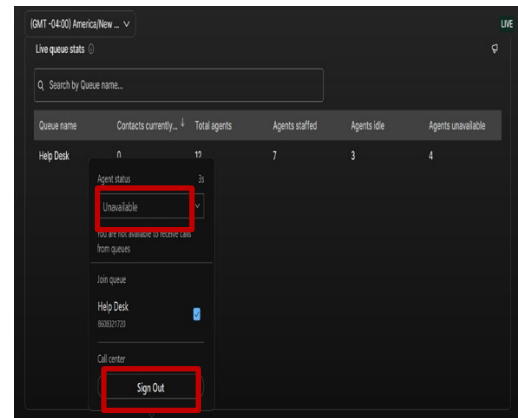 (GMT -04:00) America/New ...
LIVE
Live queue stats
Search by Queue name...
Queue name Contacts currently... Total agents Agents staffed Agents idle Agents unavailable
Help Desk 0 12 7 3 4
Agent status 3s
Unavailable
You are not available to receive calls
from queues
Join queue
Help Desk
8608321720
Call center
Sign Out